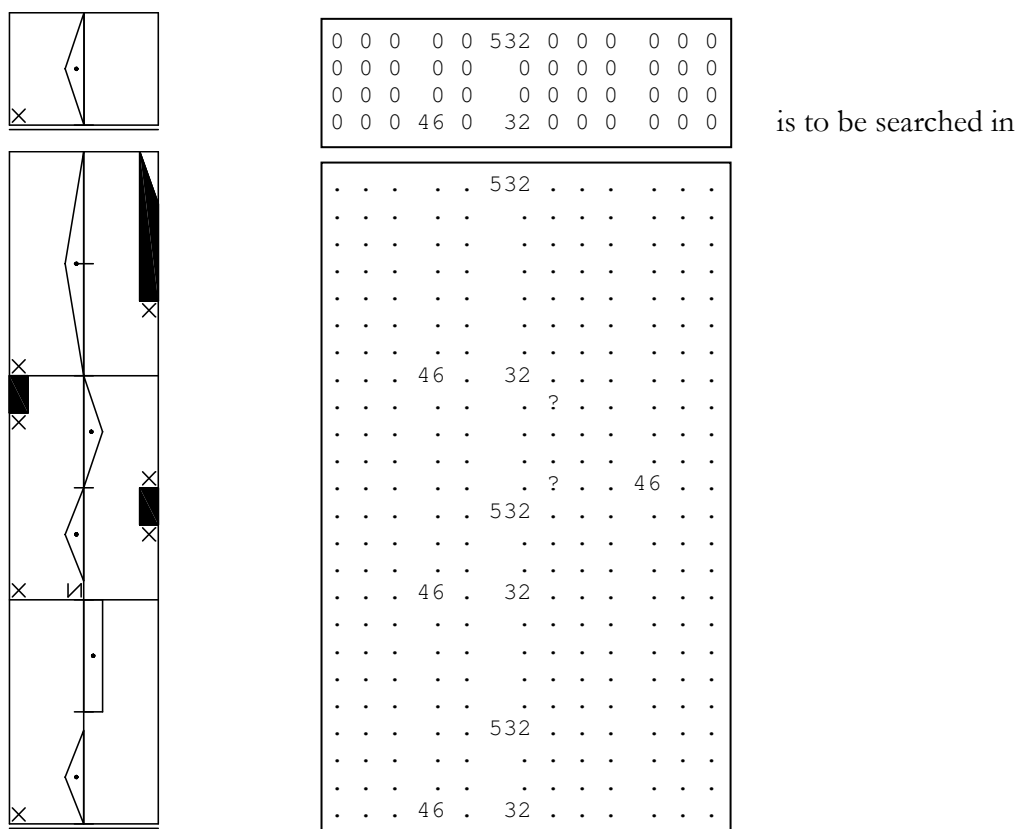 0 0 0 0 0 532 0 0 0 0 0 0
0 0 0 0 0 0 0 0 0 0 0 0
0 0 0 0 0 0 0 0 0 0 0 0
0 0 0 46 0 32 0 0 0 0 0 0 is to be searched in
. . . . . 532 . . . . . .
. . . . . . . . . . . .
. . . . . . . . . . . .
. . . . . . . . . . . .
. . . . . . . . . . . .
. . . . . . . . . . . .
. . . . . . . . . . . .
. . . 46 . 32 . . . . . .
. . . . . . ? . . . . .
. . . . . . . . . . . .
. . . . . . . . . . . .
. . . . . . ? . . 46 . .
. . . . . 532 . . . . . .
. . . . . . . . . . . .
. . . . . . . . . . . .
. . . 46 . 32 . . . . . .
. . . . . . . . . . . .
. . . . . . . . . . . .
. . . . . . . . . . . .
. . . . . . . . . . . .
. . . . . 532 . . . . . .
. . . . . . . . . . . .
. . . . . . . . . . . .
. . . 46 . 32 . . . . . .